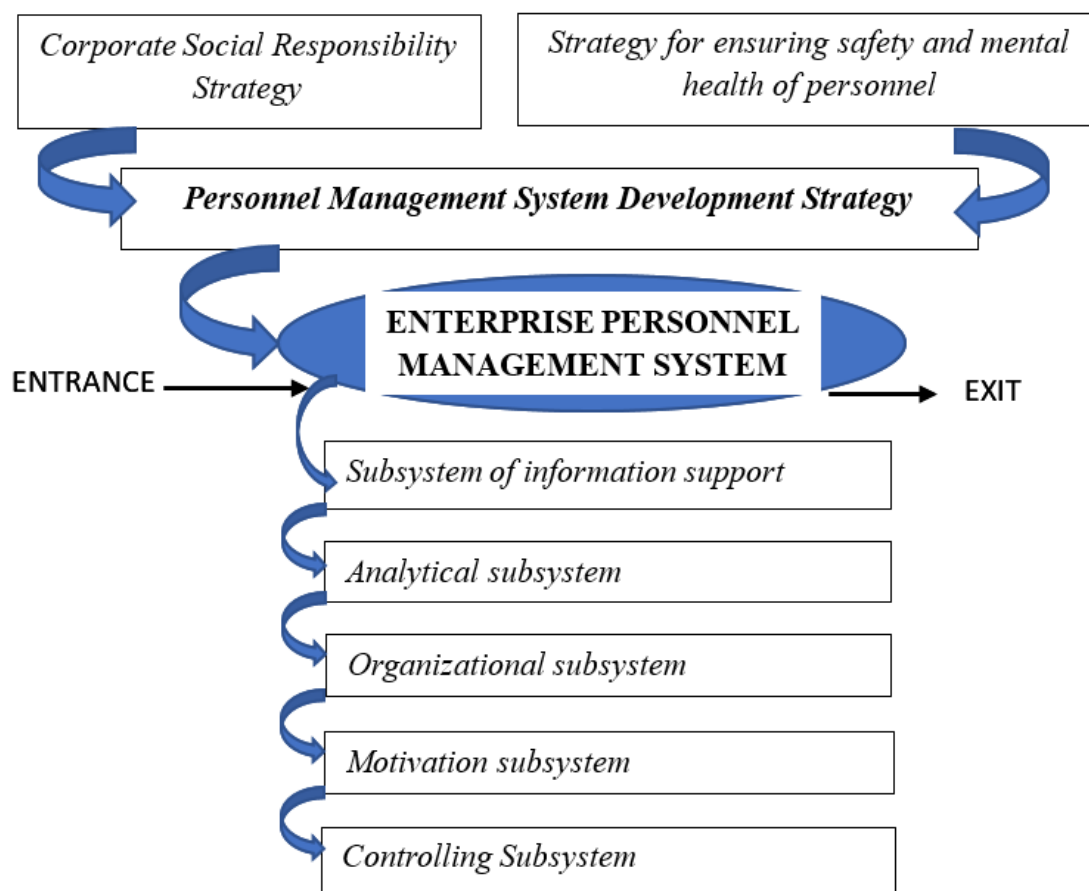 Corporate Social Responsibility
Strategy
Strategy for ensuring safety and mental
health of personnel
Personnel Management System Development Strategy
ENTERPRISE PERSONNEL
MANAGEMENT SYSTEM
ENTRANCE
EXIT
Subsystem of information support
Analytical subsystem
Organizational subsystem
Motivation subsystem
Controlling Subsystem